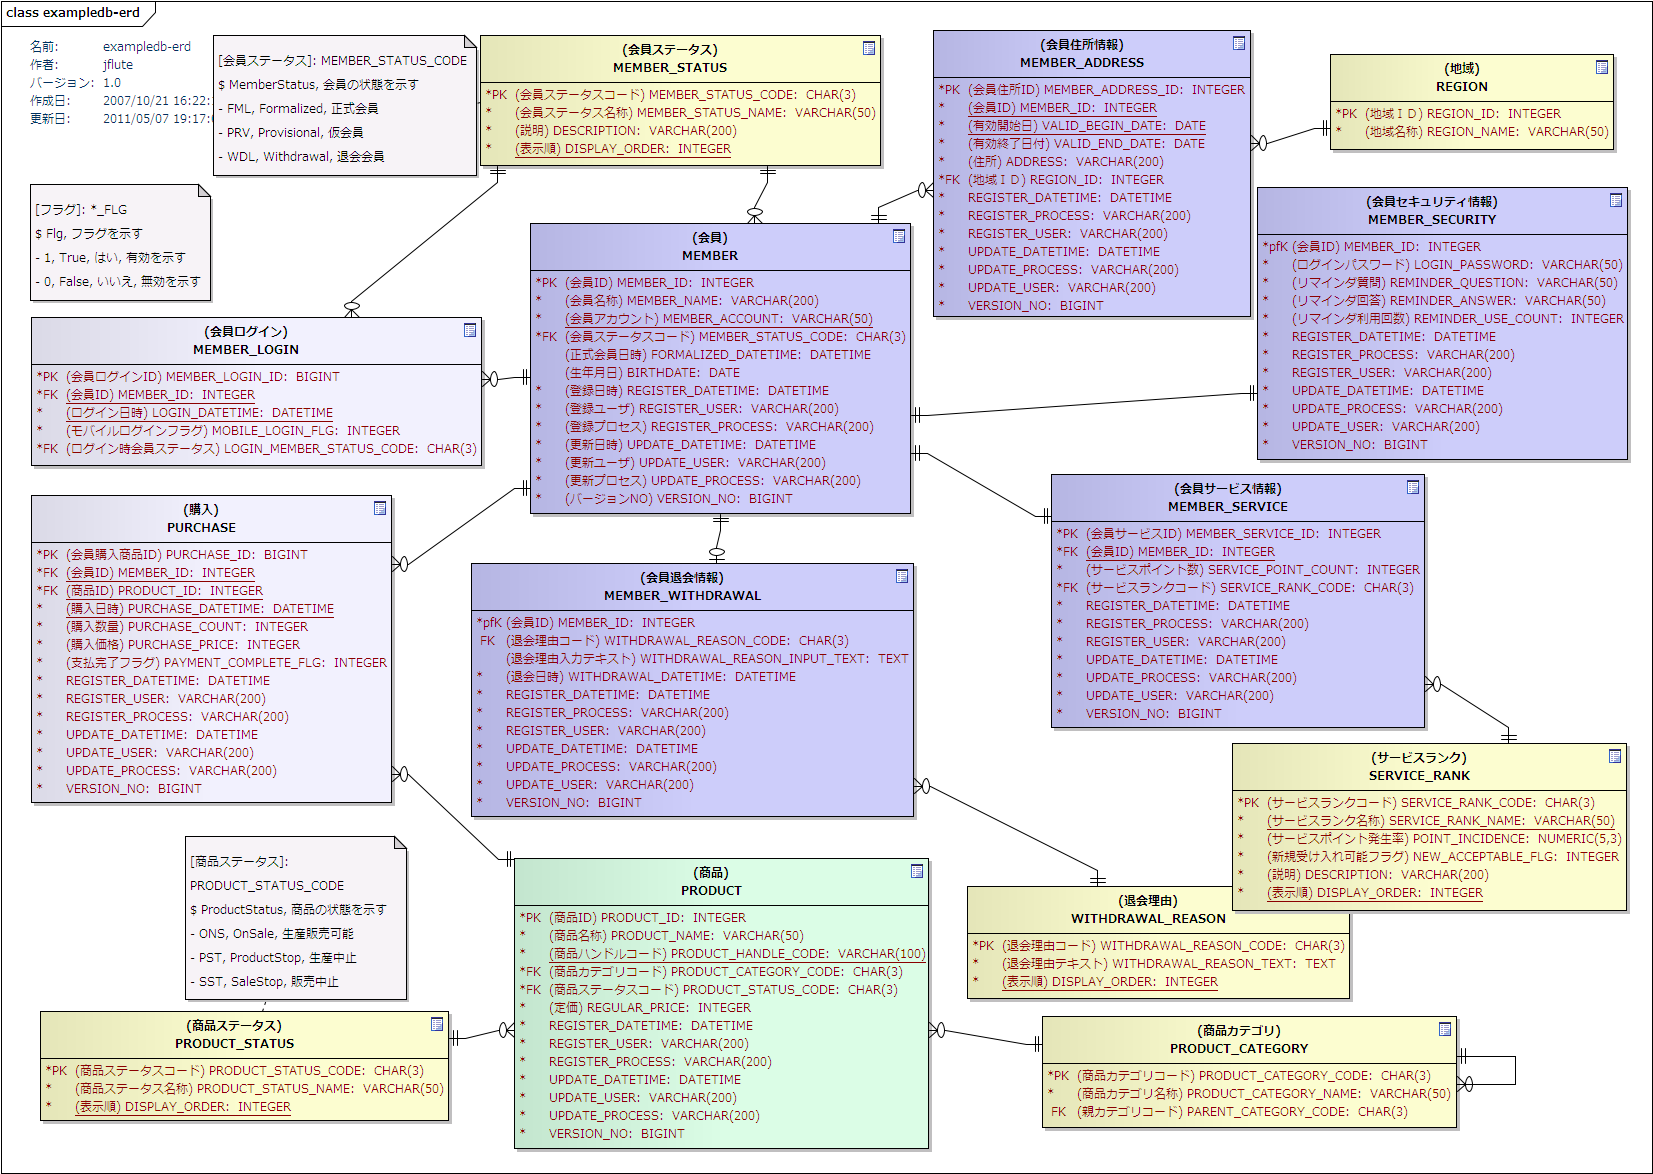 class exampledb-erd
名前: exampledb-erd
作者: jflute
バージョン: 1.0
作成日: 2007/10/21 16:22:
更新日: 2011/05/07 19:17:
[会員ステータス]: MEMBER_STATUS_CODE
$ MemberStatus, 会員の状態を示す
- FML, Formalized, 正式会員
- PRV, Provisional, 仮会員
- WDL, Withdrawal, 退会会員
(会員ステータス)
MEMBER_STATUS
*PK (会員ステータスコード) MEMBER_STATUS_CODE: CHAR(3)
* (会員ステータス名称) MEMBER_STATUS_NAME: VARCHAR(50)
* (説明) DESCRIPTION: VARCHAR(200)
* (表示順) DISPLAY_ORDER: INTEGER
(会員住所情報)
MEMBER_ADDRESS
*PK (会員住所ID) MEMBER_ADDRESS_ID: INTEGER
* (会員ID) MEMBER_ID: INTEGER
* (有効開始日) VALID_BEGIN_DATE: DATE
* (有効終了日付) VALID_END_DATE: DATE
* (住所) ADDRESS: VARCHAR(200)
*FK (地域ＩＤ) REGION_ID: INTEGER
* REGISTER_DATETIME: DATETIME
* REGISTER_PROCESS: VARCHAR(200)
* REGISTER_USER: VARCHAR(200)
* UPDATE_DATETIME: DATETIME
* UPDATE_PROCESS: VARCHAR(200)
* UPDATE_USER: VARCHAR(200)
* VERSION_NO: BIGINT
(地域)
REGION
*PK (地域ＩＤ) REGION_ID: INTEGER
* (地域名称) REGION_NAME: VARCHAR(50)
[フラグ]: *_FLG
$ Flg, フラグを示す
- 1, True, はい, 有効を示す
- 0, False, いいえ, 無効を示す
(会員)
MEMBER
*PK (会員ID) MEMBER_ID: INTEGER
* (会員名称) MEMBER_NAME: VARCHAR(200)
* (会員アカウント) MEMBER_ACCOUNT: VARCHAR(50)
*FK (会員ステータスコード) MEMBER_STATUS_CODE: CHAR(3)
(正式会員日時) FORMALIZED_DATETIME: DATETIME
(生年月日) BIRTHDATE: DATE
* (登録日時) REGISTER_DATETIME: DATETIME
* (登録ユーザ) REGISTER_USER: VARCHAR(200)
* (登録プロセス) REGISTER_PROCESS: VARCHAR(200)
* (更新日時) UPDATE_DATETIME: DATETIME
* (更新ユーザ) UPDATE_USER: VARCHAR(200)
* (更新プロセス) UPDATE_PROCESS: VARCHAR(200)
* (バージョンNO) VERSION_NO: BIGINT
(会員セキュリティ情報)
MEMBER_SECURITY
*pfK (会員ID) MEMBER_ID: INTEGER
* (ログインパスワード) LOGIN_PASSWORD: VARCHAR(50)
* (リマインダ質問) REMINDER_QUESTION: VARCHAR(50)
* (リマインダ回答) REMINDER_ANSWER: VARCHAR(50)
* (リマインダ利用回数) REMINDER_USE_COUNT: INTEGER
* REGISTER_DATETIME: DATETIME
* REGISTER_PROCESS: VARCHAR(200)
* REGISTER_USER: VARCHAR(200)
* UPDATE_DATETIME: DATETIME
* UPDATE_PROCESS: VARCHAR(200)
* UPDATE_USER: VARCHAR(200)
* VERSION_NO: BIGINT
(会員ログイン)
MEMBER_LOGIN
*PK (会員ログインID) MEMBER_LOGIN_ID: BIGINT
*FK (会員ID) MEMBER_ID: INTEGER
* (ログイン日時) LOGIN_DATETIME: DATETIME
* (モバイルログインフラグ) MOBILE_LOGIN_FLG: INTEGER
*FK (ログイン時会員ステータス) LOGIN_MEMBER_STATUS_CODE: CHAR(3)
(購入)
PURCHASE
*PK (会員購入商品ID) PURCHASE_ID: BIGINT
*FK (会員ID) MEMBER_ID: INTEGER
*FK (商品ID) PRODUCT_ID: INTEGER
* (購入日時) PURCHASE_DATETIME: DATETIME
* (購入数量) PURCHASE_COUNT: INTEGER
* (購入価格) PURCHASE_PRICE: INTEGER
* (支払完了フラグ) PAYMENT_COMPLETE_FLG: INTEGER
* REGISTER_DATETIME: DATETIME
* REGISTER_USER: VARCHAR(200)
* REGISTER_PROCESS: VARCHAR(200)
* UPDATE_DATETIME: DATETIME
* UPDATE_USER: VARCHAR(200)
* UPDATE_PROCESS: VARCHAR(200)
* VERSION_NO: BIGINT
(会員退会情報)
MEMBER_WITHDRAWAL
*pfK (会員ID) MEMBER_ID: INTEGER
FK (退会理由コード) WITHDRAWAL_REASON_CODE: CHAR(3)
(退会理由入力テキスト) WITHDRAWAL_REASON_INPUT_TEXT: TEXT
* (退会日時) WITHDRAWAL_DATETIME: DATETIME
* REGISTER_DATETIME: DATETIME
* REGISTER_PROCESS: VARCHAR(200)
* REGISTER_USER: VARCHAR(200)
* UPDATE_DATETIME: DATETIME
* UPDATE_PROCESS: VARCHAR(200)
* UPDATE_USER: VARCHAR(200)
* VERSION_NO: BIGINT
(会員サービス情報)
MEMBER_SERVICE
*PK (会員サービスID) MEMBER_SERVICE_ID: INTEGER
*FK (会員ID) MEMBER_ID: INTEGER
* (サービスポイント数) SERVICE_POINT_COUNT: INTEGER
*FK (サービスランクコード) SERVICE_RANK_CODE: CHAR(3)
* REGISTER_DATETIME: DATETIME
* REGISTER_PROCESS: VARCHAR(200)
* REGISTER_USER: VARCHAR(200)
* UPDATE_DATETIME: DATETIME
* UPDATE_PROCESS: VARCHAR(200)
* UPDATE_USER: VARCHAR(200)
* VERSION_NO: BIGINT
(サービスランク)
SERVICE_RANK
*PK (サービスランクコード) SERVICE_RANK_CODE: CHAR(3)
* (サービスランク名称) SERVICE_RANK_NAME: VARCHAR(50)
* (サービスポイント発生率) POINT_INCIDENCE: NUMERIC(5,3)
* (新規受け入れ可能フラグ) NEW_ACCEPTABLE_FLG: INTEGER
* (説明) DESCRIPTION: VARCHAR(200)
* (表示順) DISPLAY_ORDER: INTEGER
[商品ステータス]:
PRODUCT_STATUS_CODE
$ ProductStatus, 商品の状態を示す
- ONS, OnSale, 生産販売可能
- PST, ProductStop, 生産中止
- SST, SaleStop, 販売中止
(商品)
PRODUCT
*PK (商品ID) PRODUCT_ID: INTEGER
* (商品名称) PRODUCT_NAME: VARCHAR(50)
* (商品ハンドルコード) PRODUCT_HANDLE_CODE: VARCHAR(100)
*FK (商品カテゴリコード) PRODUCT_CATEGORY_CODE: CHAR(3)
*FK (商品ステータスコード) PRODUCT_STATUS_CODE: CHAR(3)
* (定価) REGULAR_PRICE: INTEGER
* REGISTER_DATETIME: DATETIME
* REGISTER_USER: VARCHAR(200)
* REGISTER_PROCESS: VARCHAR(200)
* UPDATE_DATETIME: DATETIME
* UPDATE_USER: VARCHAR(200)
* UPDATE_PROCESS: VARCHAR(200)
* VERSION_NO: BIGINT
(退会理由)
WITHDRAWAL_REASON
*PK (退会理由コード) WITHDRAWAL_REASON_CODE: CHAR(3)
* (退会理由テキスト) WITHDRAWAL_REASON_TEXT: TEXT
* (表示順) DISPLAY_ORDER: INTEGER
(商品ステータス)
PRODUCT_STATUS
*PK (商品ステータスコード) PRODUCT_STATUS_CODE: CHAR(3)
* (商品ステータス名称) PRODUCT_STATUS_NAME: VARCHAR(50)
* (表示順) DISPLAY_ORDER: INTEGER
(商品カテゴリ)
PRODUCT_CATEGORY
*PK (商品カテゴリコード) PRODUCT_CATEGORY_CODE: CHAR(3)
* (商品カテゴリ名称) PRODUCT_CATEGORY_NAME: VARCHAR(50)
FK (親カテゴリコード) PARENT_CATEGORY_CODE: CHAR(3)